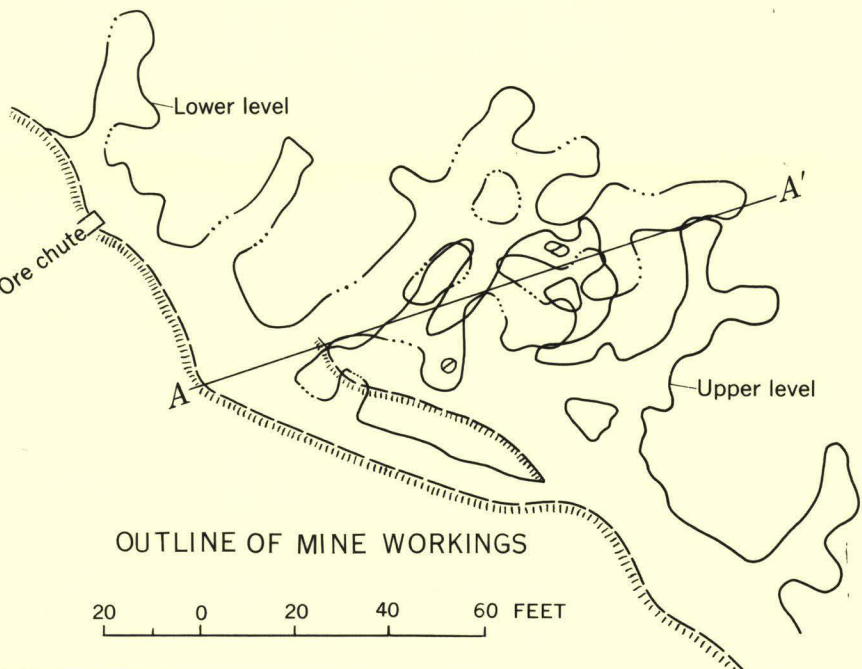 Lower level
A'
Ore chute
A
Upper level
OUTLINE OF MINE WORKINGS
20 0 20 40 60 FEET